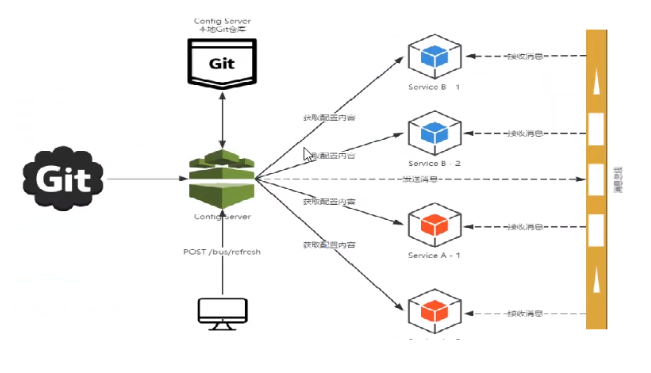 Config Server
本地Git仓库
Git
Service B - 1
接收消息
获取配置内容
获取配置内容
Service B - 2
接收消息
Git
发送消息
消息总线
Config Server
获取配置内容
接收消息
POST /bus/refresh
获取配置内容
Service A - 1
接收消息